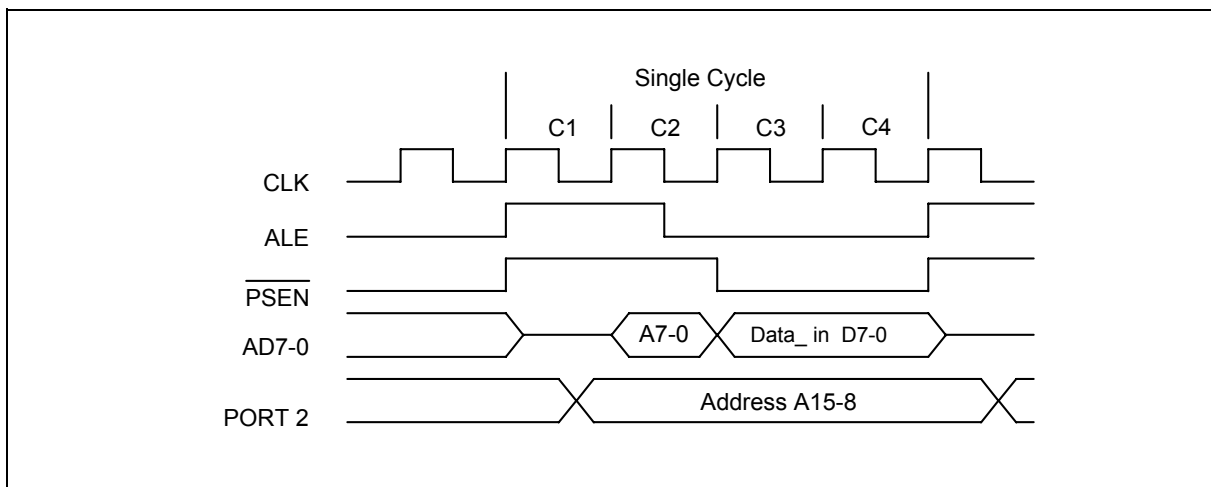 Single Cycle
C1 C2 C3 C4
CLK
ALE
PSEN
A7-0 Data_ in D7-0
AD7-0
Address A15-8
PORT 2